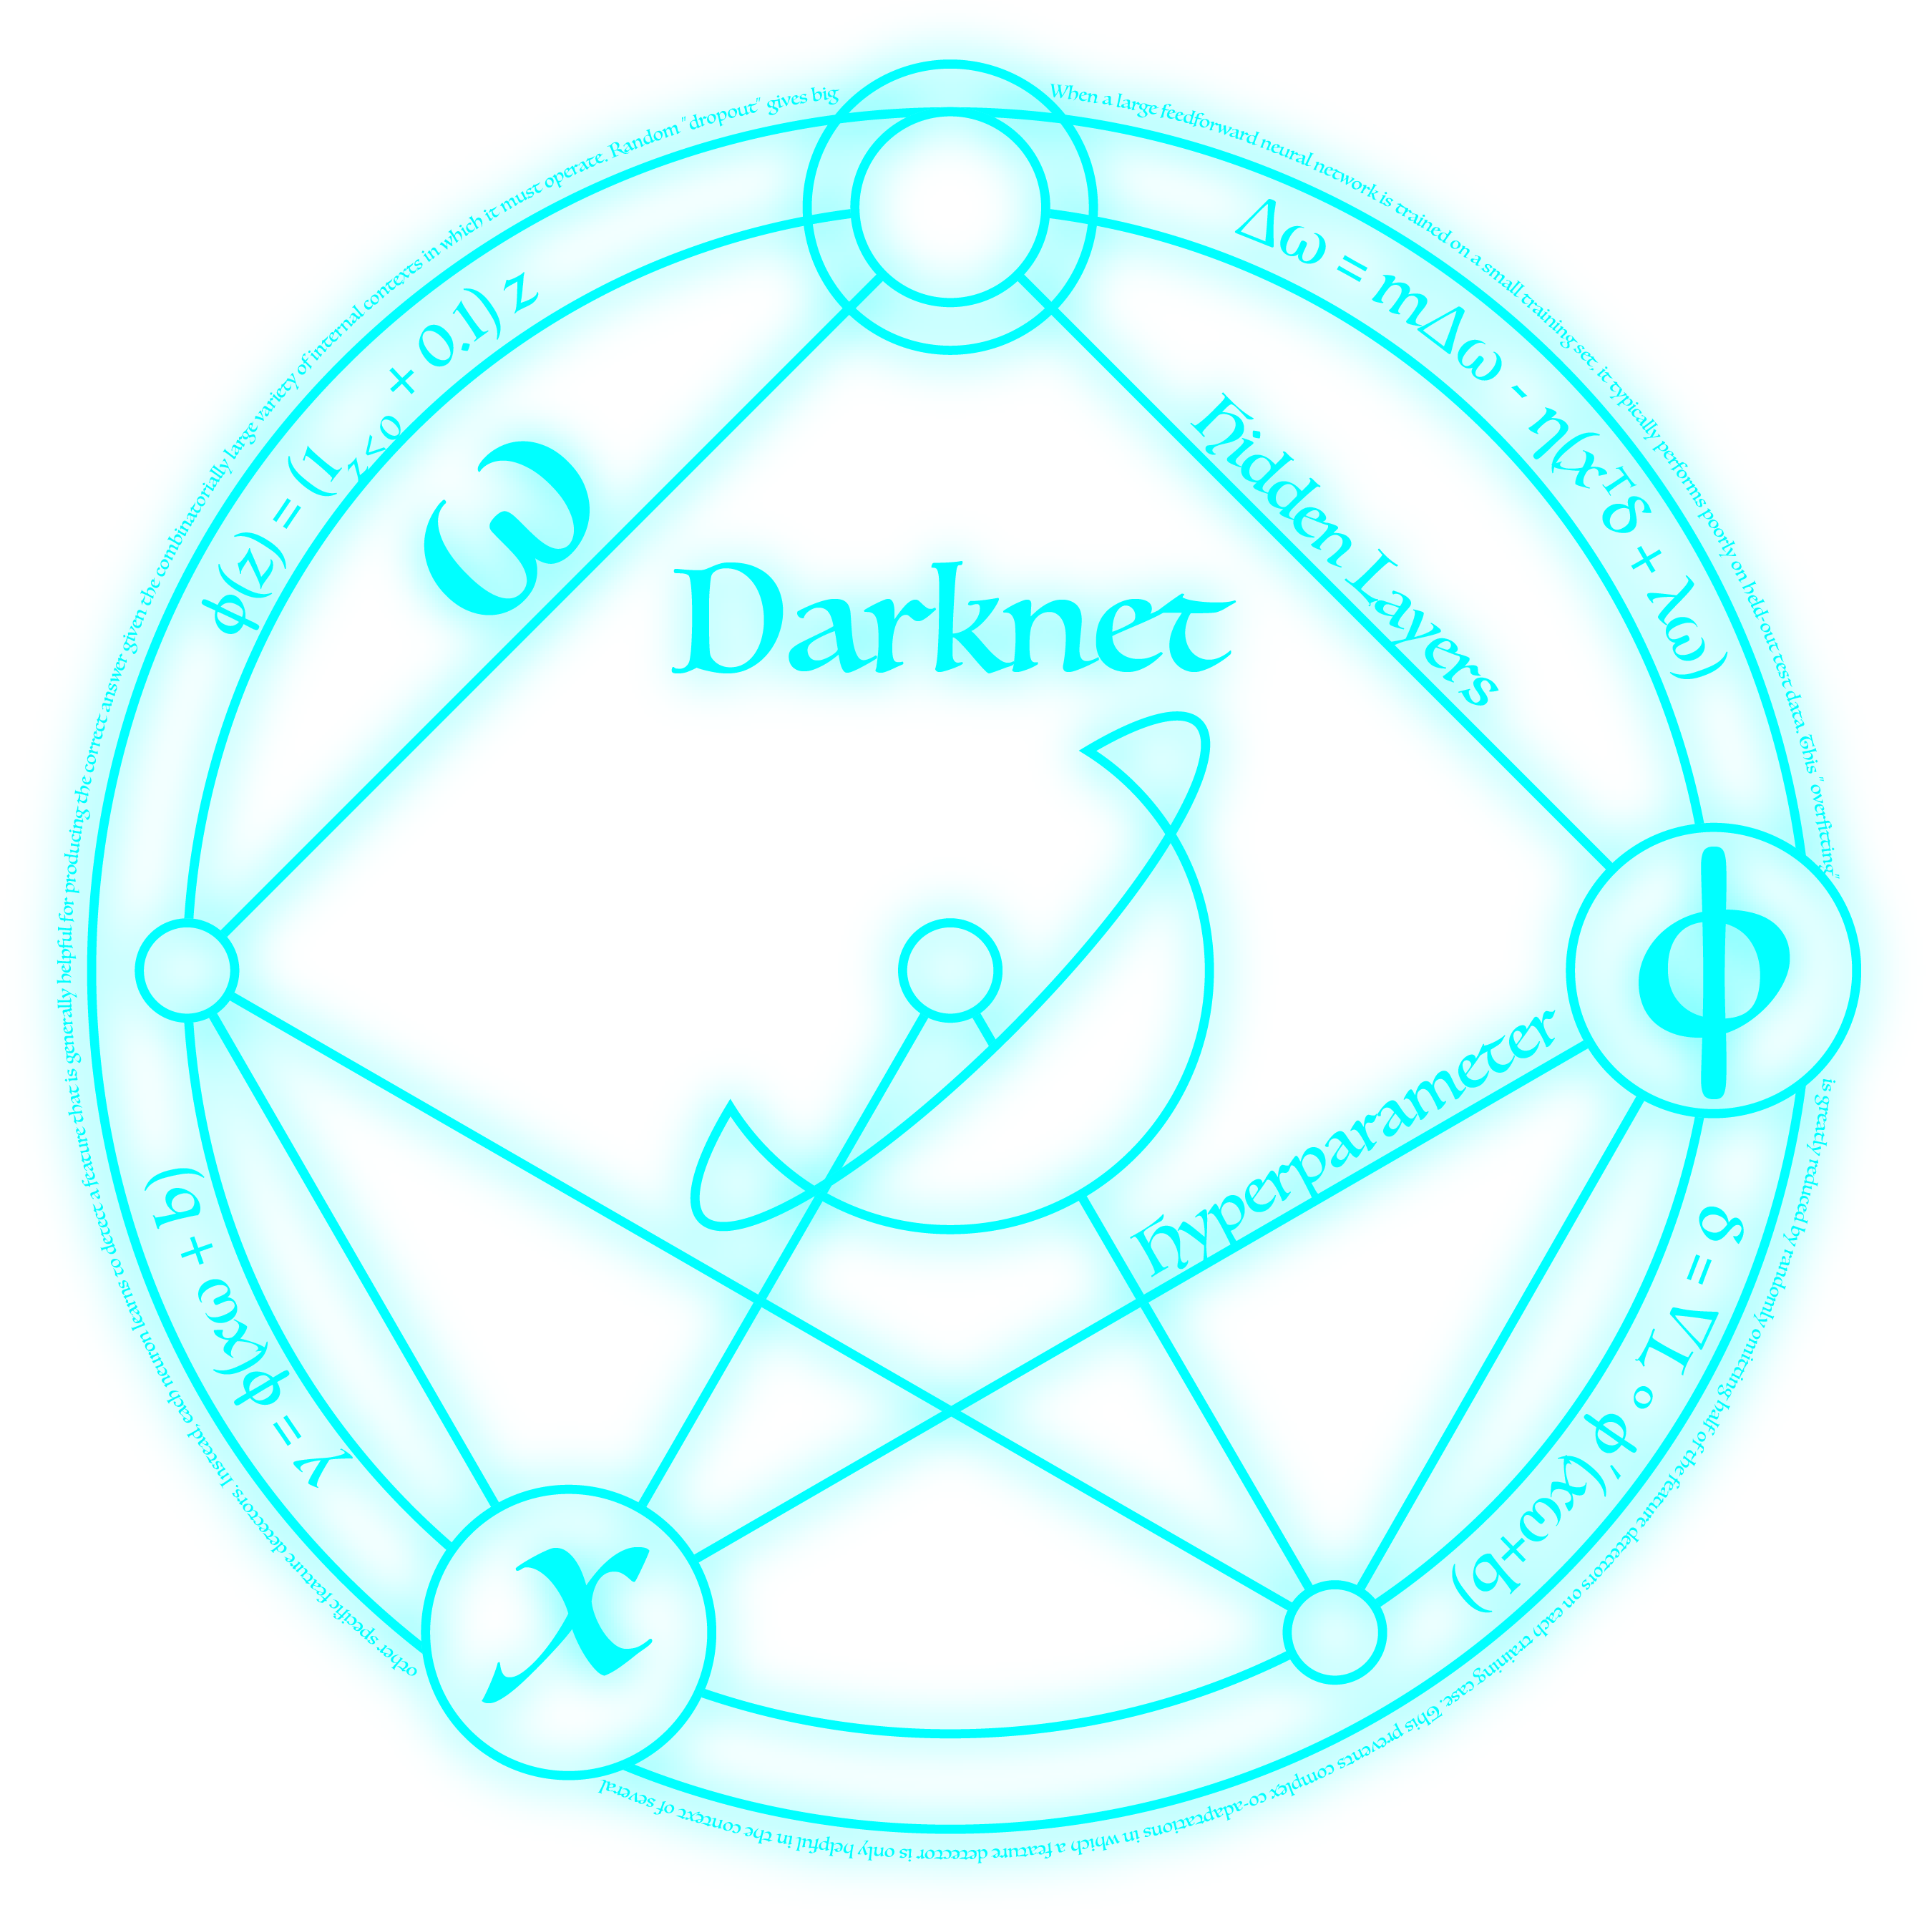 When a large feedforward neural network is trained on a small training set, it typically performs poorly on held-out test data. This "overfitting"
is greatly reduced by randomly omitting half of the feature detectors on each training case. This prevents complex co-adaptations in which a feature detector is only helpful in the context of several
other specific feature detectors. Instead, each neuron learns to detect a feature that is generally helpful for producing the correct answer given the combinatorially large variety of internal contexts in which it must operate. Random "dropout" gives big
Δω = mΔω - η(xᵀδ + λω)
δ = ∇l ∘ ϕ′(ωx+b)
y = ϕ(xω + b)
ϕ(z) = (1_{z>0} + 0.1) z
ω
Darknet
Hidden Layers
ϕ
hyperparameter
x